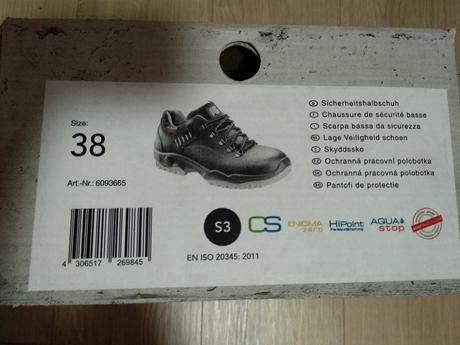 Size:
38
Art.-Nr.: 6093665
4 306517 269845
Sicherheitshalbschuh
Chaussure de sécurité basse
Scarpa bassa da sicurezza
Lage Veiligheid schoen
Skyddssko
Ochranná pracovní polobotka
Ochranná pracovní polobotka
Pantofi de protectie
S3
CS
ENIGMA
zero
HiPoint
AQUA
stop
EN ISO 20345: 2011